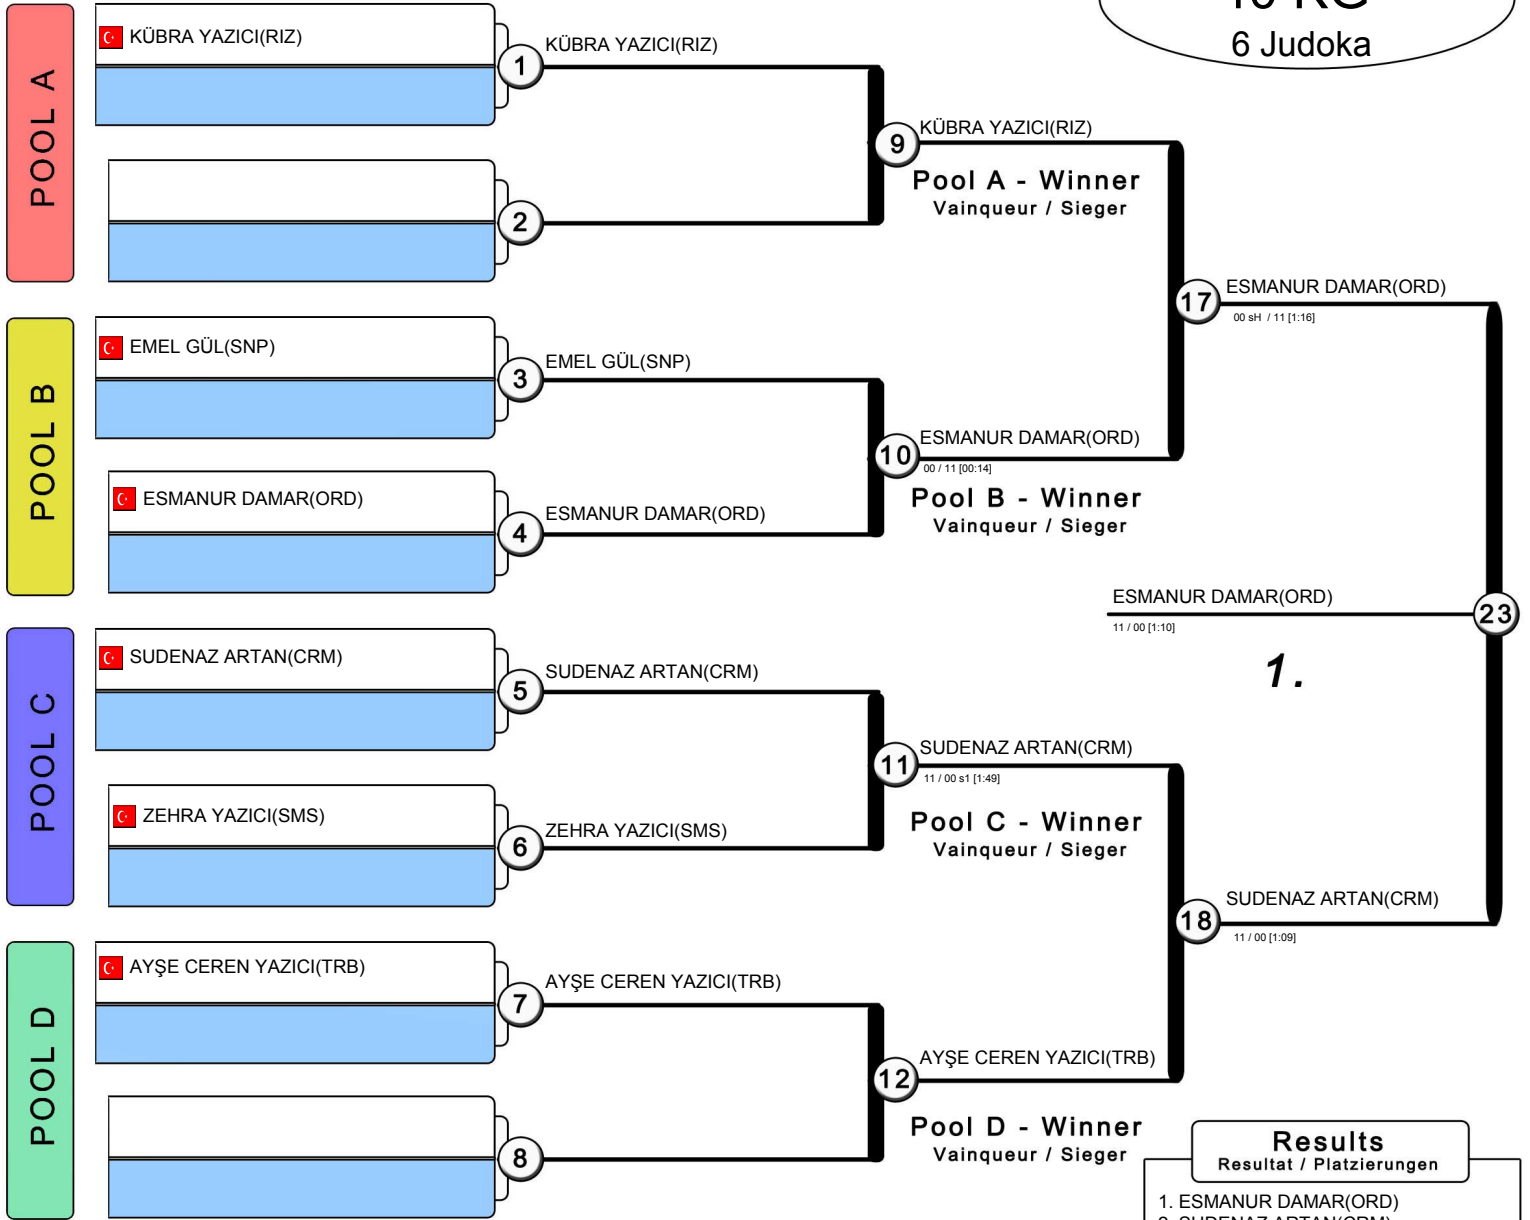 KG
6 Judoka
POOL A
KÜBRA YAZICI(RIZ)
1
KÜBRA YAZICI(RIZ)
2
9
KÜBRA YAZICI(RIZ)
Pool A - Winner
Vainqueur / Sieger
POOL B
EMEL GÜL(SNP)
3
EMEL GÜL(SNP)
ESMANUR DAMAR(ORD)
4
ESMANUR DAMAR(ORD)
10
ESMANUR DAMAR(ORD)
00 / 11 [00:14]
Pool B - Winner
Vainqueur / Sieger
17
ESMANUR DAMAR(ORD)
00 sH / 11 [1:16]
POOL C
SUDENAZ ARTAN(CRM)
5
SUDENAZ ARTAN(CRM)
ZEHRA YAZICI(SMS)
6
ZEHRA YAZICI(SMS)
11
SUDENAZ ARTAN(CRM)
11 / 00 s1 [1:49]
Pool C - Winner
Vainqueur / Sieger
POOL D
AYŞE CEREN YAZICI(TRB)
7
AYŞE CEREN YAZICI(TRB)
8
12
AYŞE CEREN YAZICI(TRB)
Pool D - Winner
Vainqueur / Sieger
18
SUDENAZ ARTAN(CRM)
11 / 00 [1:09]
ESMANUR DAMAR(ORD)
11 / 00 [1:10]
23
1.
Results
Resultat / Platzierungen
1. ESMANUR DAMAR(ORD)
2. SUDENAZ ARTAN(CRM)